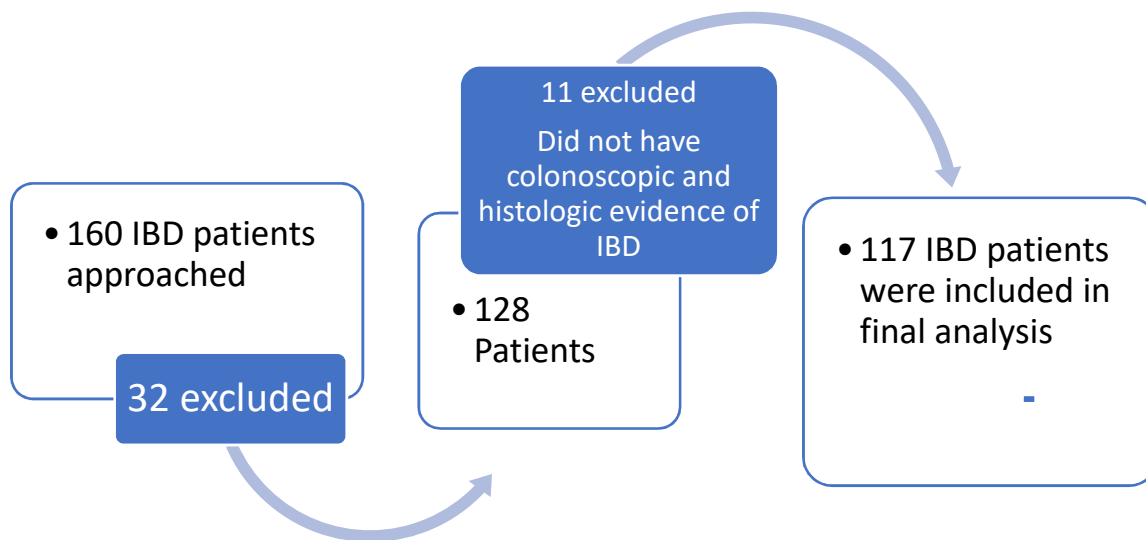 • 160 IBD patients
approached
32 excluded
11 excluded
Did not have
colonoscopic and
histologic evidence of
IBD
• 128
Patients
• 117 IBD patients
were included in
final analysis
-